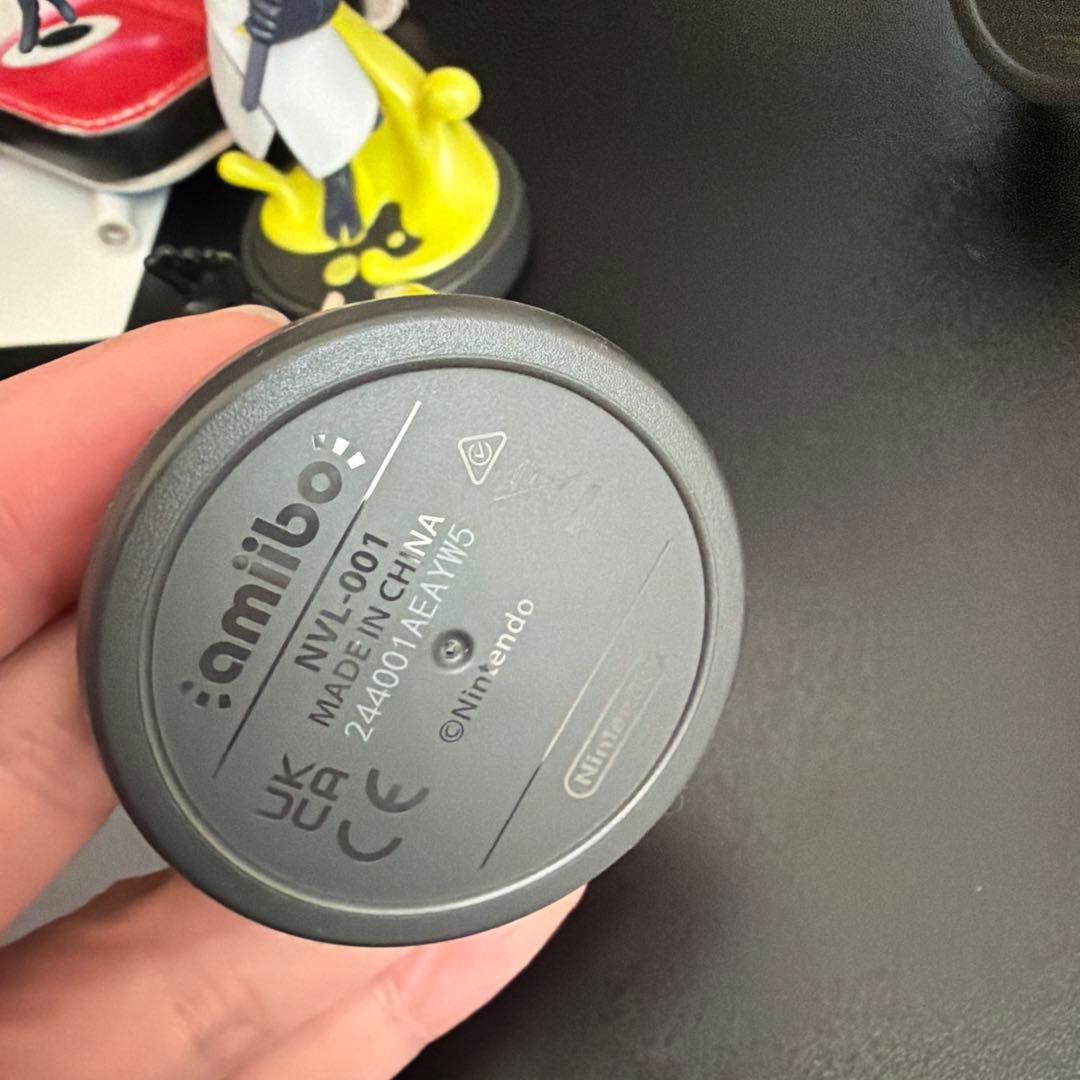 amiibo
NVL-001
MADE IN CHINA
244001AEAYW5
©Nintendo
UK
CA
CE
Nintendo